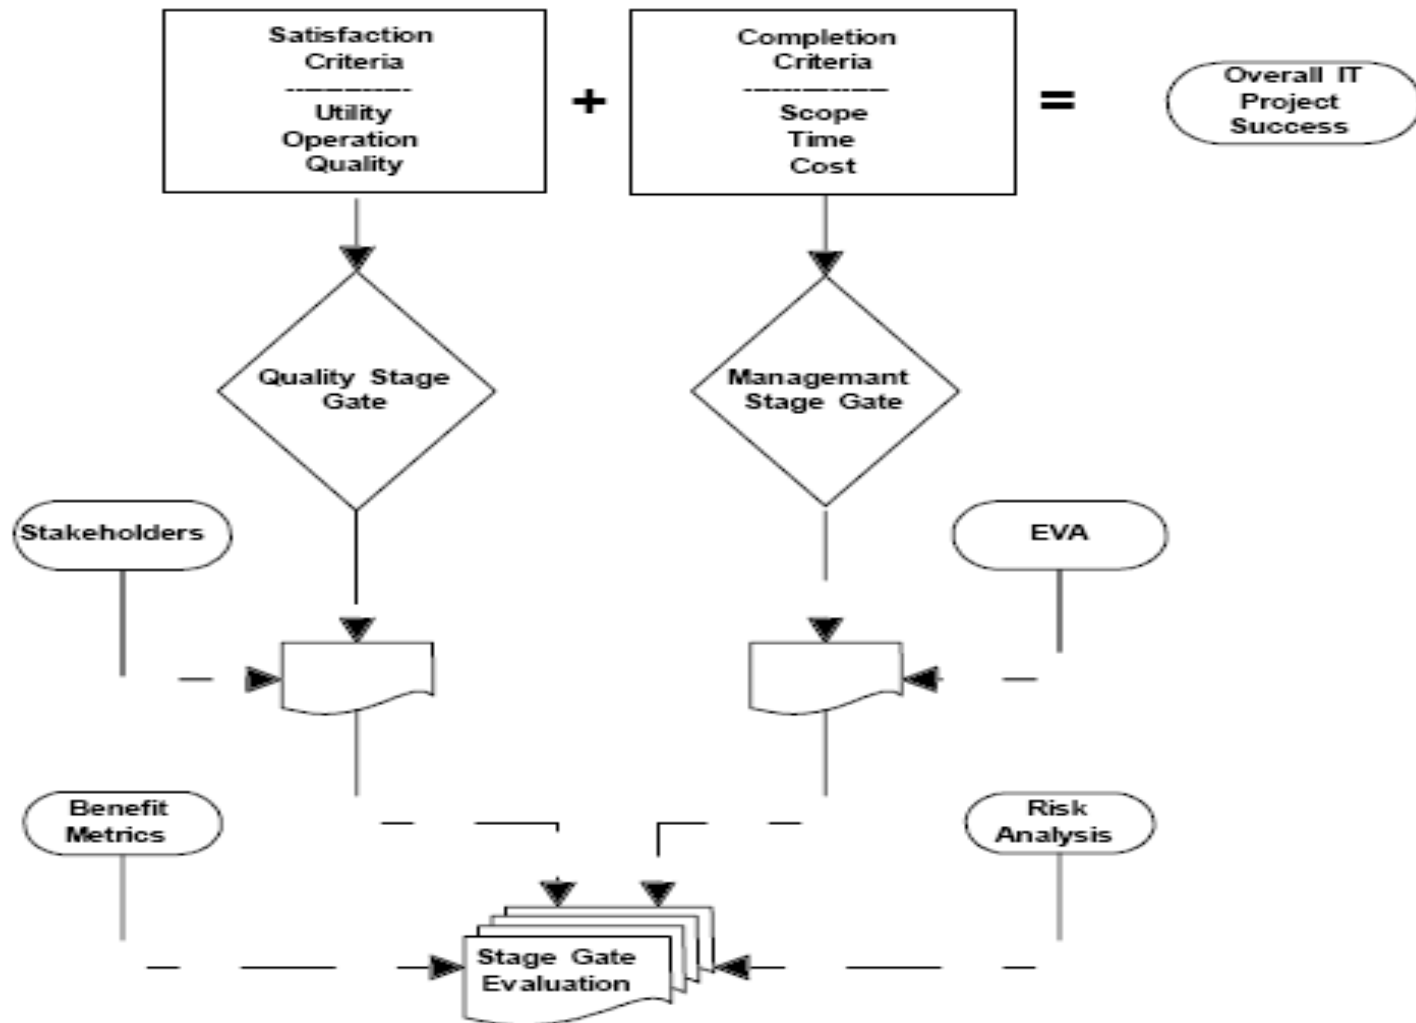 Satisfaction
Criteria
Utility
Operation
Quality
+
Completion
Criteria
Scope
Time
Cost
=
Overall IT
Project
Success
Quality Stage
Gate
Managemant
Stage Gate
Stakeholders
EVA
Benefit
Metrics
Risk
Analysis
Stage Gate
Evaluation